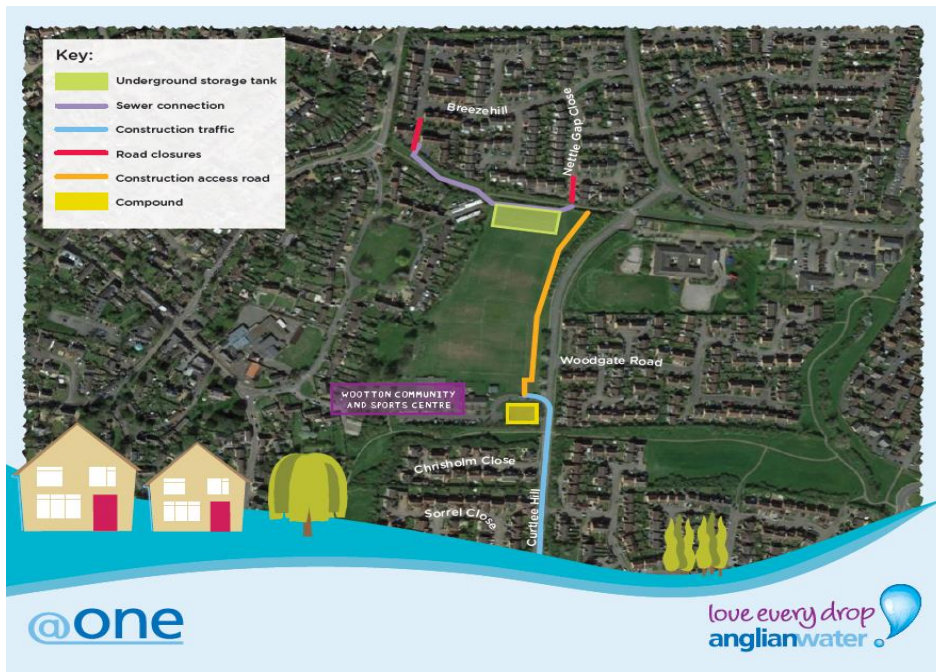 Key:
Underground storage tank
Sewer connection
Construction traffic
Road closures
Construction access road
Compound
Breezehill
Nettle Gap Close
Woodgate Road
WOOTTON COMMUNITY
AND SPORTS CENTRE
Chrisholm Close
Sorrel Close
Curtlee Hill
@one
love every drop
anglianwater